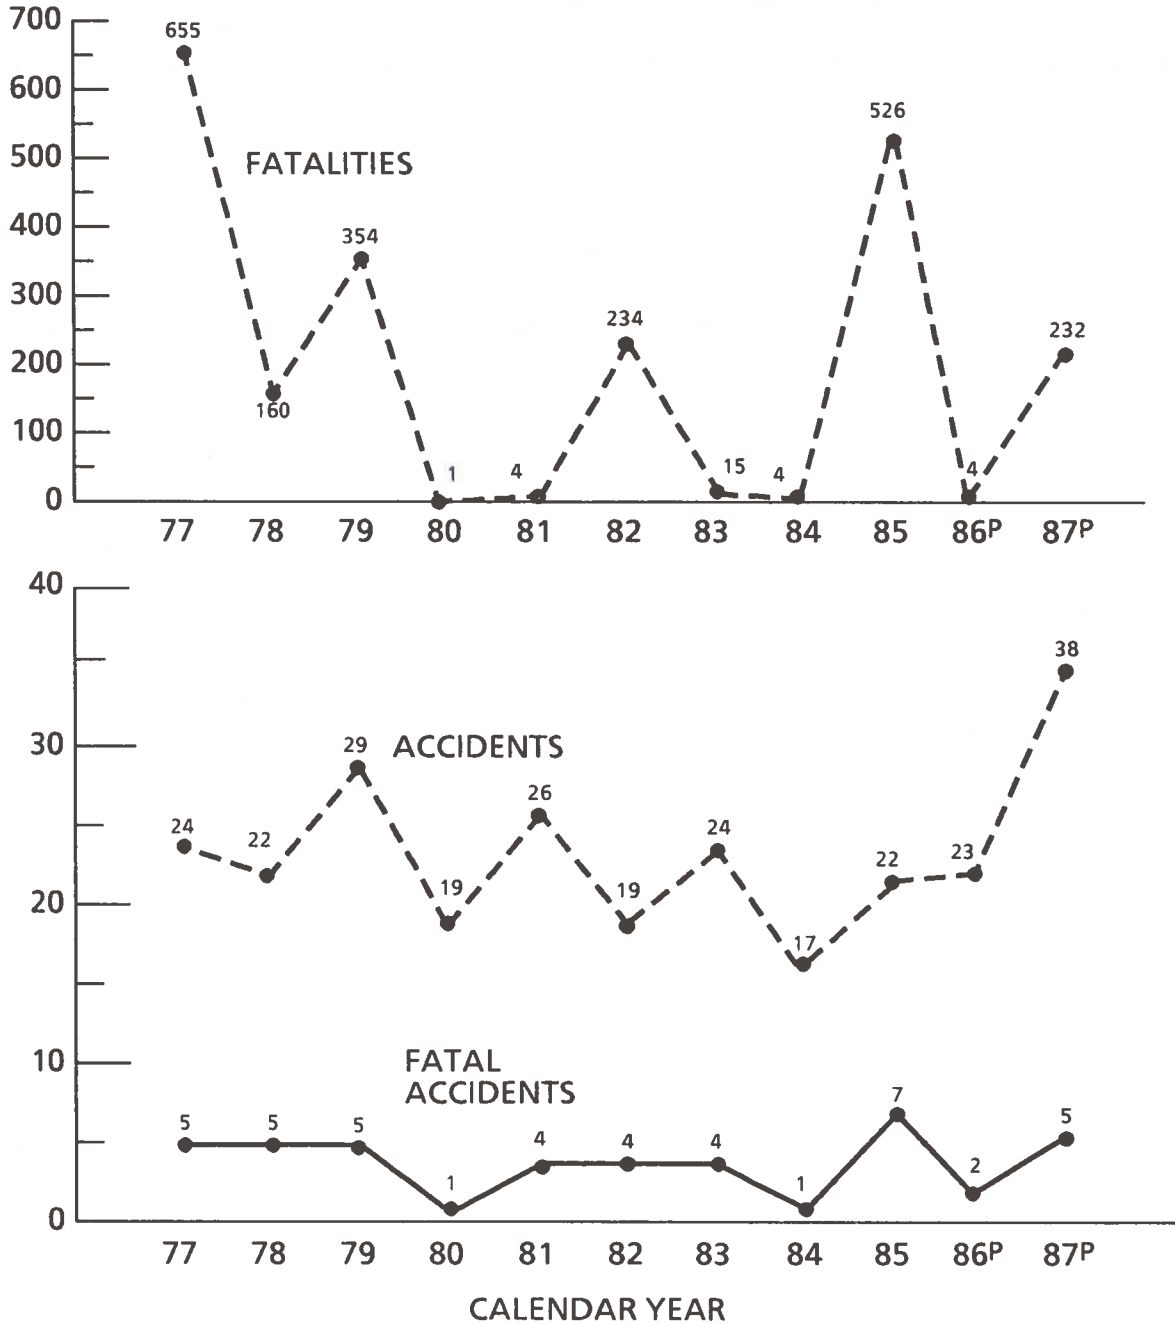 700
655
600
526
500
FATALITIES
400
354
300
234
232
200
160
100
1 4 15 4 4
0
77 78 79 80 81 82 83 84 85 86P 87P
40
38
30
29 ACCIDENTS
26
24 22 24 22 23
19 19
20
17
10
FATAL
ACCIDENTS
7
5 5 5 4 4 4 5
1 1 2
0
77 78 79 80 81 82 83 84 85 86P 87P
CALENDAR YEAR